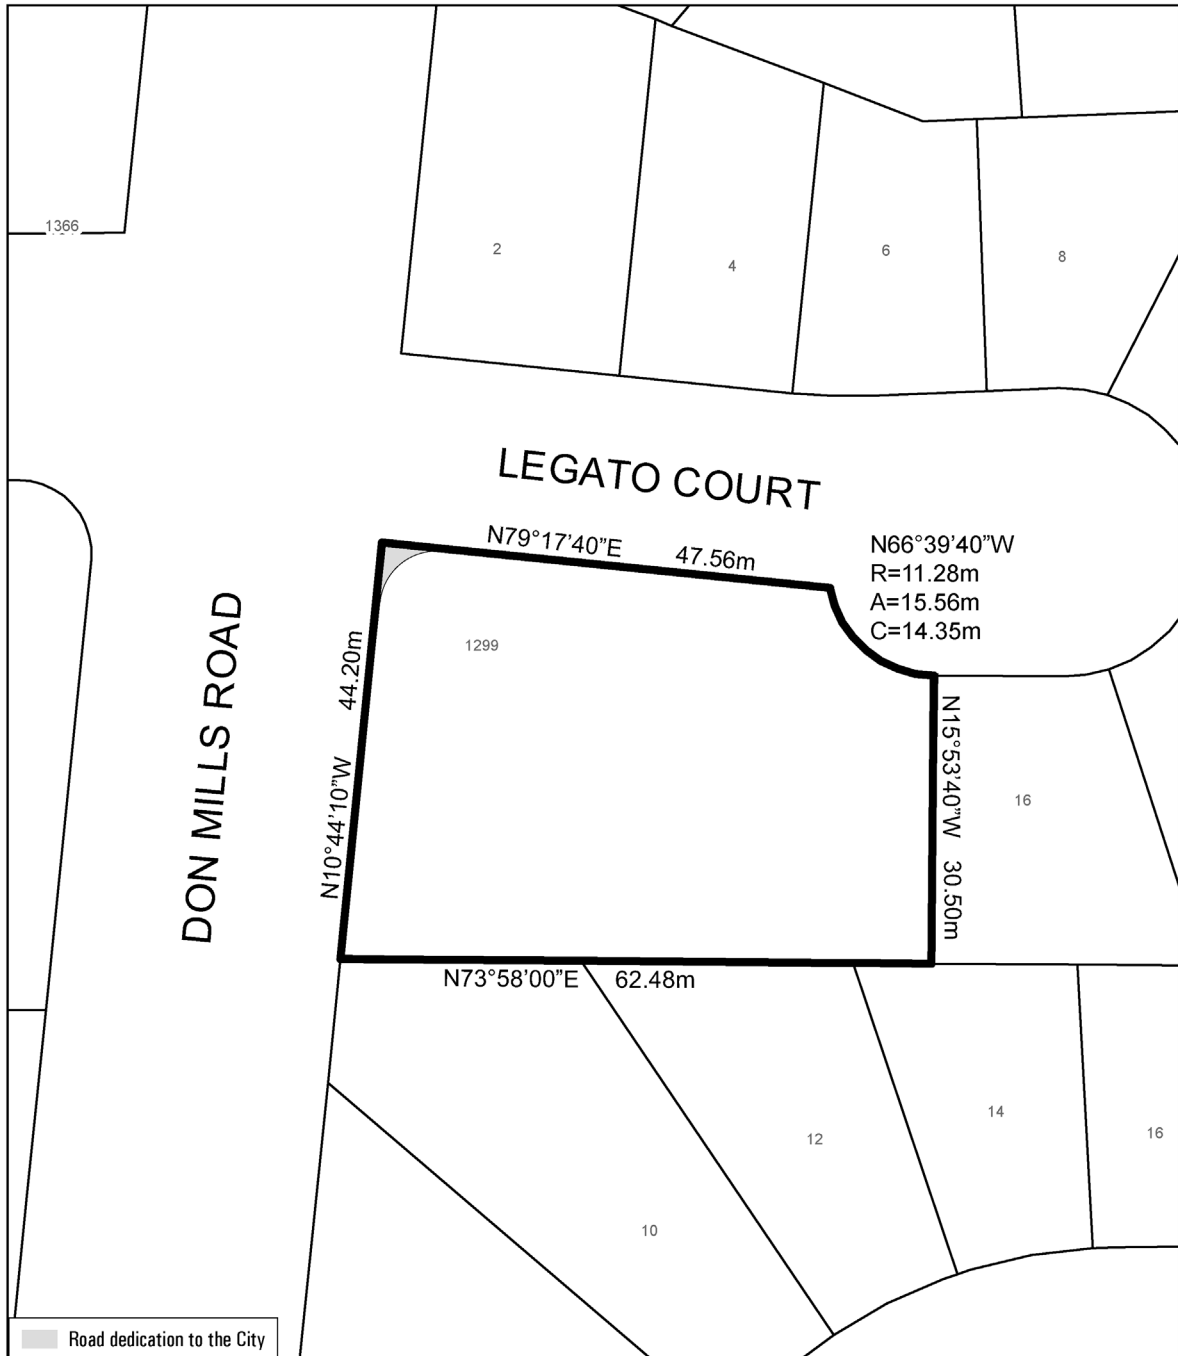 1366
2
4
6
8
LEGATO COURT
N79°17'40"E 47.56m
N66°39'40"W
R=11.28m
A=15.56m
C=14.35m
DON MILLS ROAD
N10°44'10"W 44.20m
1299
N15°53'40"W 30.50m
16
N73°58'00"E 62.48m
10
12
14
16
Road dedication to the City